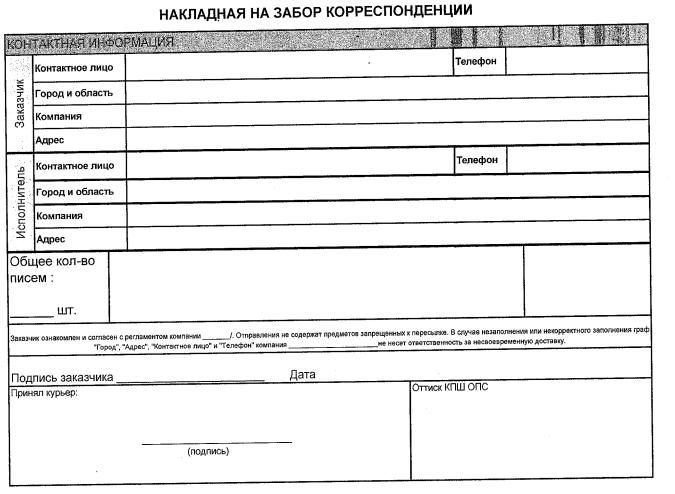 НАКЛАДНАЯ НА ЗАБОР КОРРЕСПОНДЕНЦИИ
КОНТАКТНАЯ ИНФОРМАЦИЯ
Заказчик
Контактное лицо Телефон
Город и область
Компания
Адрес
Исполнитель
Контактное лицо Телефон
Город и область
Компания
Адрес
Общее кол-во
писем :
______ шт.
Заказчик ознакомлен и согласен с регламентом компании _______/. Отправления не содержат предметов запрещенных к пересылке. В случае незаполнения или некорректного заполнения граф
"Город", "Адрес", "Контактное лицо" и "Телефон" компания ______________________не несет ответственность за несвоевременную доставку.
Подпись заказчика ______________________ Дата
Принял курьер:
Оттиск КПШ ОПС
(подпись)